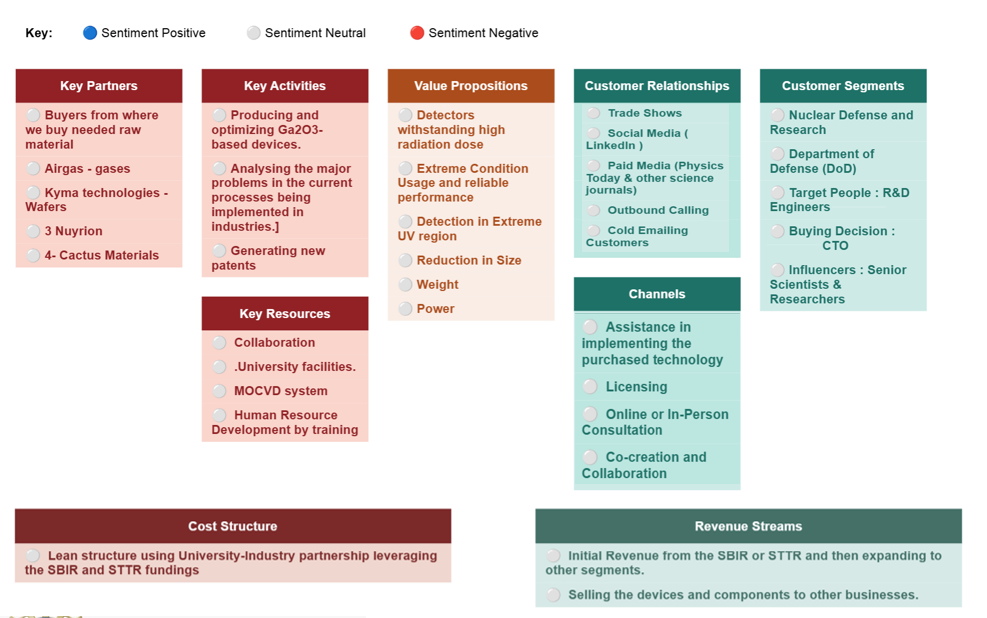 Key: Sentiment Positive Sentiment Neutral Sentiment Negative
Key Partners
Buyers from where
we buy needed raw
material
Airgas - gases
Kyma technologies -
Wafers
3 Nuyrion
4- Cactus Materials
Key Activities
Producing and
optimizing Ga2O3-
based devices.
Analysing the major
problems in the current
processes being
implemented in
industries.]
Generating new
patents
Key Resources
Collaboration
.University facilities.
MOCVD system
Human Resource
Development by training
Value Propositions
Detectors
withstanding high
radiation dose
Extreme Condition
Usage and reliable
performance
Detection in Extreme
UV region
Reduction in Size
Weight
Power
Customer Relationships
Trade Shows
Social Media (
LinkedIn )
Paid Media (Physics
Today & other science
journals)
Outbound Calling
Cold Emailing
Customers
Channels
Assistance in
implementing the
purchased technology
Licensing
Online or In-Person
Consultation
Co-creation and
Collaboration
Customer Segments
Nuclear Defense and
Research
Department of
Defense (DoD)
Target People : R&D
Engineers
Buying Decision :
CTO
Influencers : Senior
Scientists &
Researchers
Cost Structure
Lean structure using University-Industry partnership leveraging
the SBIR and STTR fundings
Revenue Streams
Initial Revenue from the SBIR or STTR and then expanding to
other segments.
Selling the devices and components to other businesses.